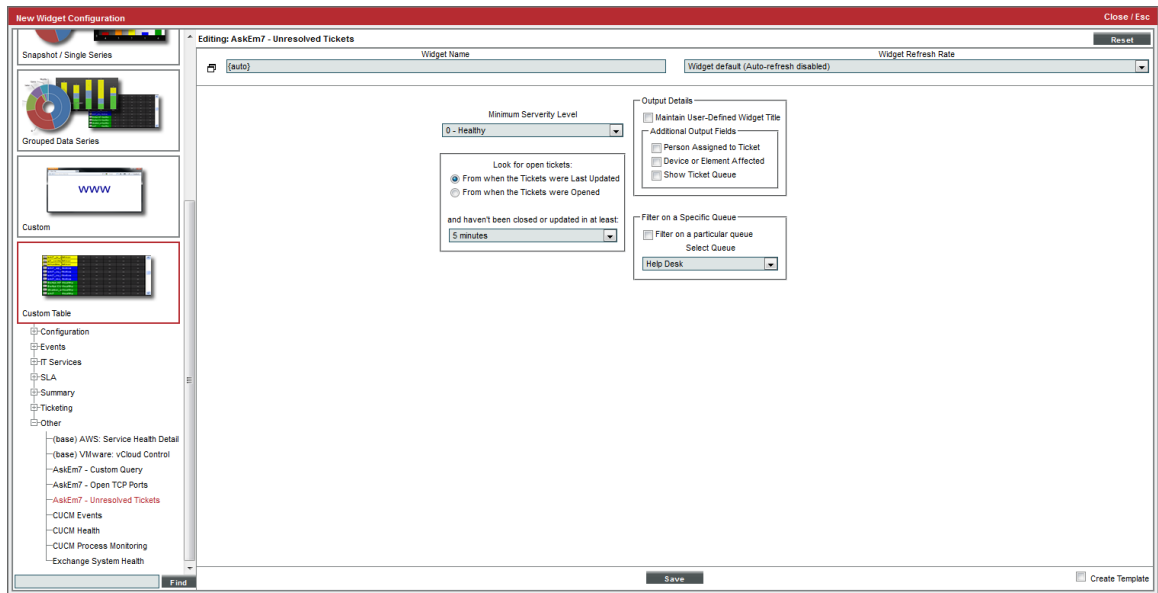 New Widget Configuration
Close / Esc
Snapshot / Single Series
Grouped Data Series
www
Custom
Custom Table
Configuration
Events
IT Services
SLA
Summary
Ticketing
Other
(base) AWS: Service Health Detail
(base) VMware: vCloud Control
AskEm7 - Custom Query
AskEm7 - Open TCP Ports
AskEm7 - Unresolved Tickets
CUCM Events
CUCM Health
CUCM Process Monitoring
Exchange System Health
Find
Editing: AskEm7 - Unresolved Tickets
Reset
Widget Name
Widget Refresh Rate
{auto}
Widget default (Auto-refresh disabled)
Minimum Serverity Level
0 - Healthy
Look for open tickets:
From when the Tickets were Last Updated
From when the Tickets were Opened
and haven't been closed or updated in at least:
5 minutes
Output Details
Maintain User-Defined Widget Title
Additional Output Fields
Person Assigned to Ticket
Device or Element Affected
Show Ticket Queue
Filter on a Specific Queue
Filter on a particular queue
Select Queue
Help Desk
Save
Create Template